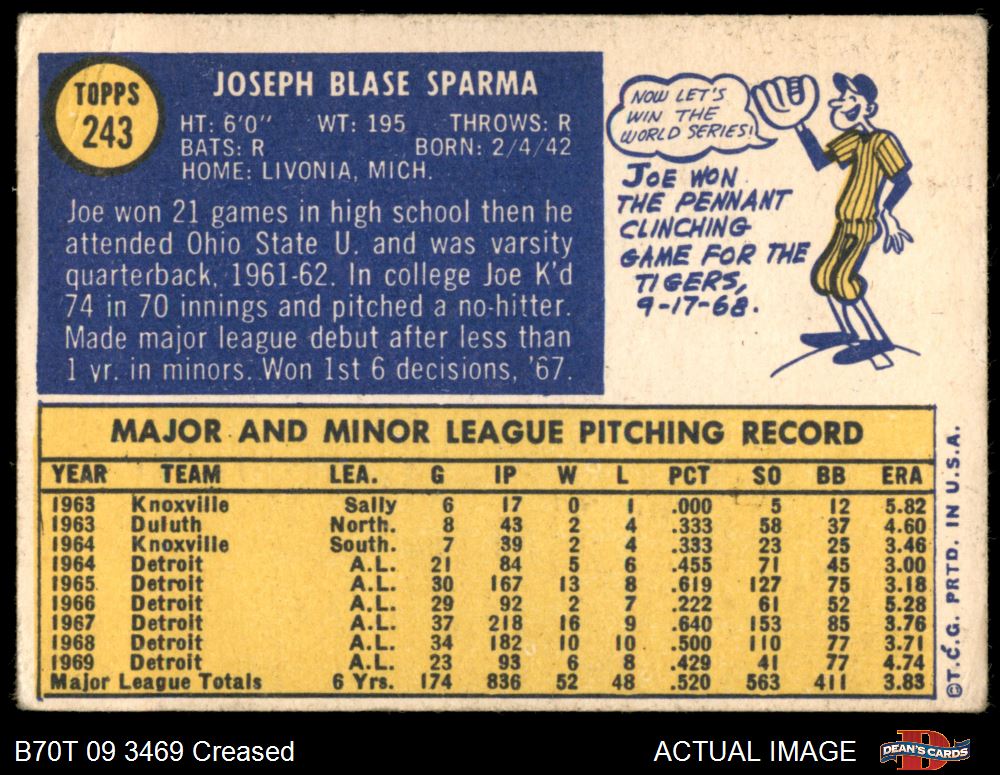 TOPPS
243
JOSEPH BLASE SPARMA
HT: 6'0" WT: 195 THROWS: R
BATS: R BORN: 2/4/42
HOME: LIVONIA, MICH.
Joe won 21 games in high school then he
attended Ohio State U. and was varsity
quarterback, 1961-62. In college Joe K'd
74 in 70 innings and pitched a no-hitter.
Made major league debut after less than
1 yr. in minors. Won 1st 6 decisions, '67.
NOW LET'S
WIN THE
WORLD SERIES!
JOE WON
THE PENNANT
CLINCHING
GAME FOR THE
TIGERS,
9-17-68.
MAJOR AND MINOR LEAGUE PITCHING RECORD
YEAR TEAM LEA. G IP W L PCT SO BB ERA
1963 Knoxville Sally 6 17 0 1 .000 5 12 5.82
1963 Duluth North. 8 43 2 4 .333 58 37 4.60
1964 Knoxville South. 7 39 2 4 .333 23 25 3.46
1964 Detroit A.L. 21 84 5 6 .455 71 45 3.00
1965 Detroit A.L. 30 167 13 8 .619 127 75 3.18
1966 Detroit A.L. 29 92 2 7 .222 61 52 5.28
1967 Detroit A.L. 37 218 16 9 .640 153 85 3.76
1968 Detroit A.L. 34 182 10 10 .500 110 77 3.71
1969 Detroit A.L. 23 93 6 8 .429 41 77 4.74
Major League Totals 6 Yrs. 174 836 52 48 .520 563 411 3.83
©T.C.G. PRTD. IN U.S.A.
B70T 09 3469 Creased
ACTUAL IMAGE
D
DEAN'S CARDS